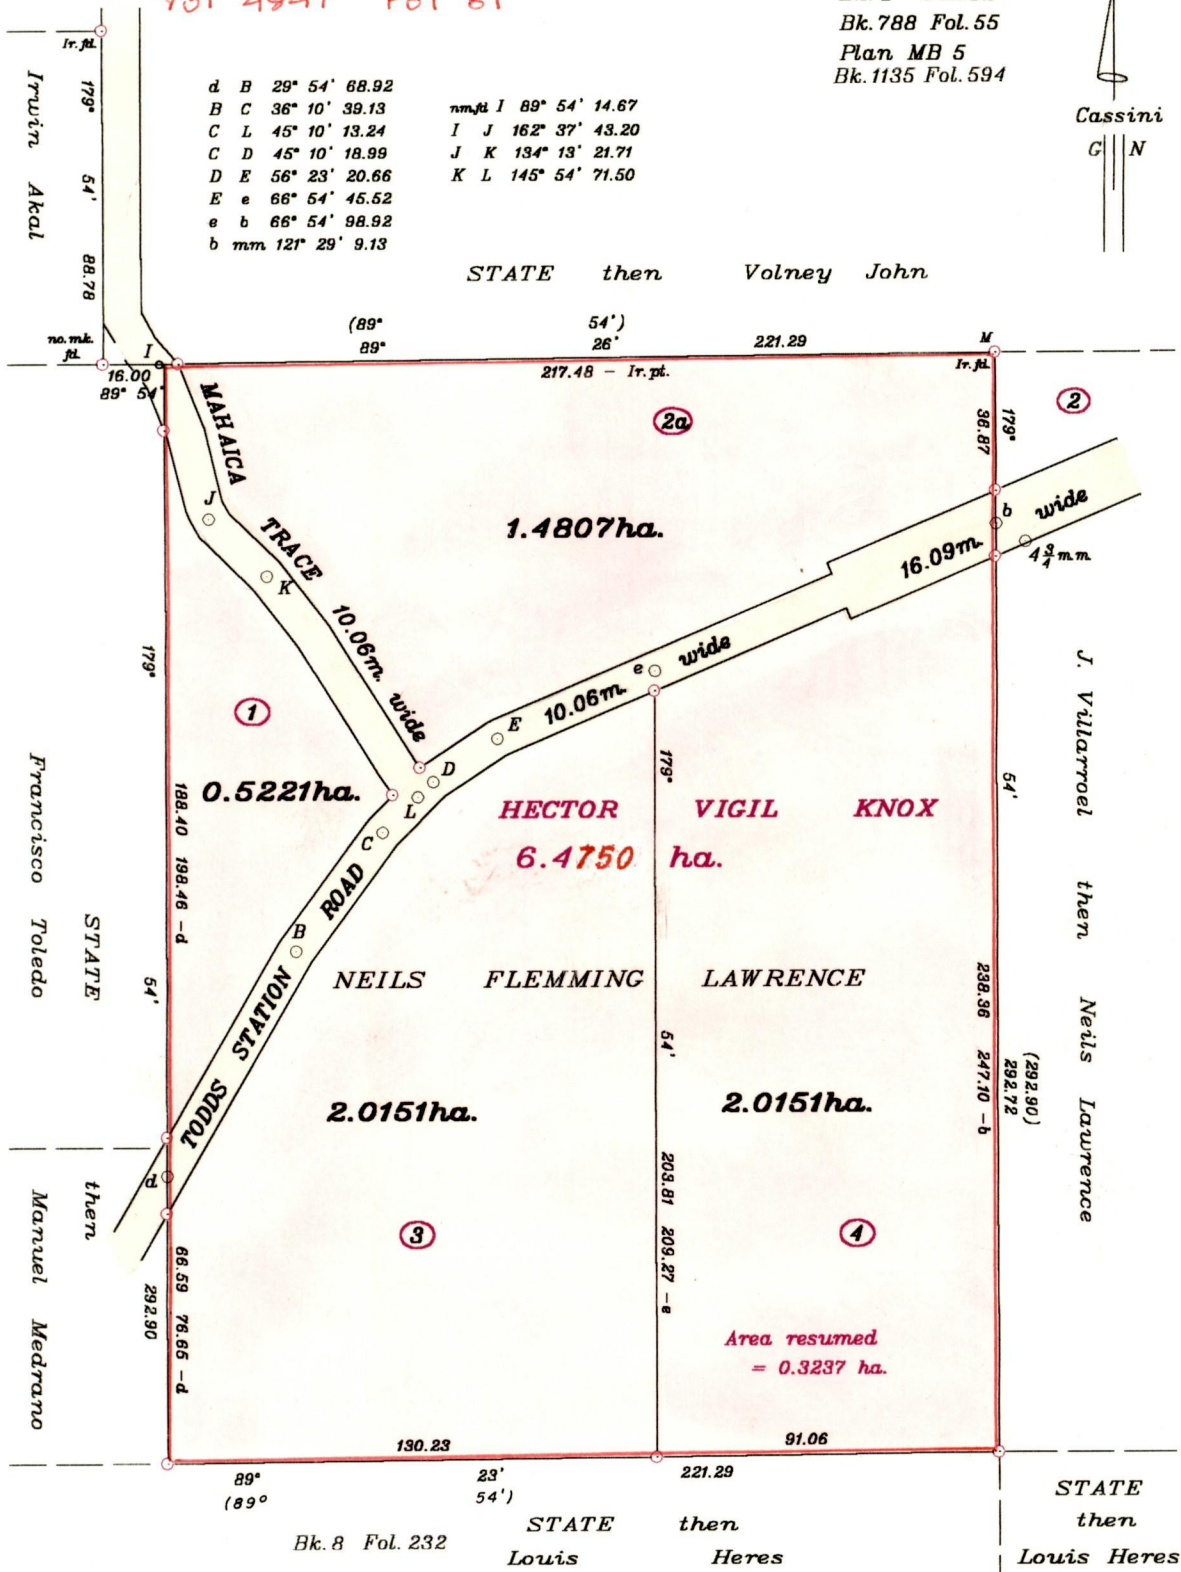 Vol 4947 Fol 61
Bk. 788 Fol. 55
Plan MB 5
Bk. 1135 Fol. 594
Cassini
G N
d B 29° 54' 68.92
B C 36° 10' 39.13
C L 45° 10' 13.24
C D 45° 10' 18.99
D E 56° 23' 20.66
E e 66° 54' 45.52
e b 66° 54' 98.92
b mm 121° 29' 9.13
nm.fd I 89° 54' 14.67
I J 162° 37' 43.20
J K 134° 13' 21.71
K L 145° 54' 71.50
Ir. fd.
179° 54' 88.78
Irwin Akal
no. mk. fd.
I
16.00
89° 54'
STATE then Volney John
(89° 54')
89° 26' 221.29
217.48 - Ir. pt.
M
Ir. fd.
2
2a
179°
36.87
MAHAICA TRACE 10.06m. wide
J
K
1.4807ha.
b
16.09m. wide
4 3/4 m.m.
e
10.06m. wide
E
D
L
C
B
1
0.5221ha.
179° 54' 292.90
188.40 198.46 -d
HECTOR VIGIL KNOX
6.4750 ha.
179° 54'
203.81 209.27 -e
TODDS STATION ROAD
NEILS FLEMMING LAWRENCE
2.0151ha.
2.0151ha.
Francisco Toledo
STATE then
Manuel Medrano
d
66.59 76.66 -d
3
4
Area resumed
= 0.3237 ha.
54'
238.36 247.10 -b
(292.90)
292.72
J. Villarroel then Neils Lawrence
130.23
91.06
89° 23' 221.29
(89° 54')
Bk. 8 Fol. 232
STATE then
Louis Heres
STATE
then
Louis Heres